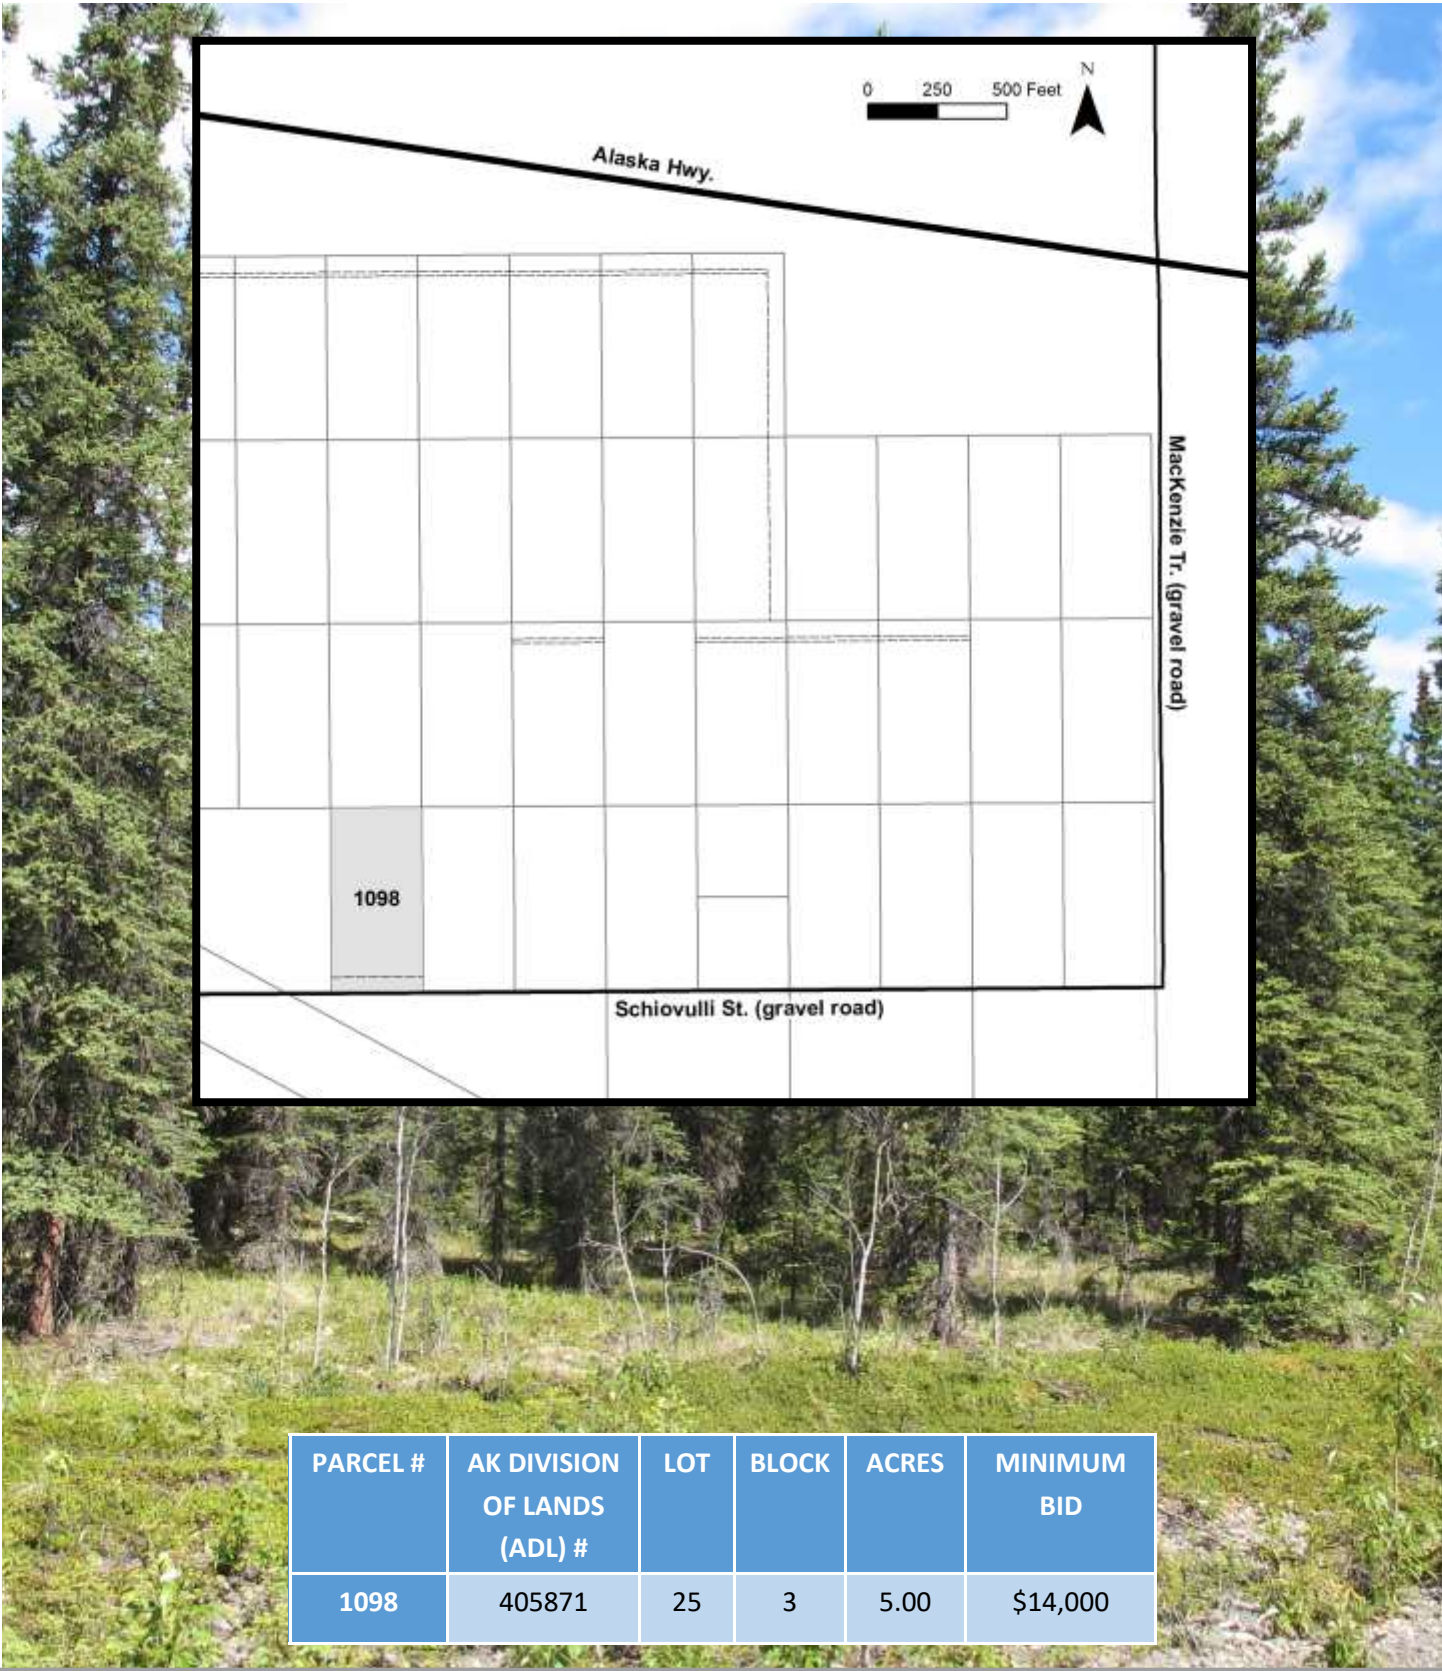 N
0 250 500 Feet
Alaska Hwy.
MacKenzie Tr. (gravel road)
1098
Schiovulli St. (gravel road)
PARCEL # AK DIVISION OF LANDS (ADL) # LOT BLOCK ACRES MINIMUM BID
1098 405871 25 3 5.00 $14,000